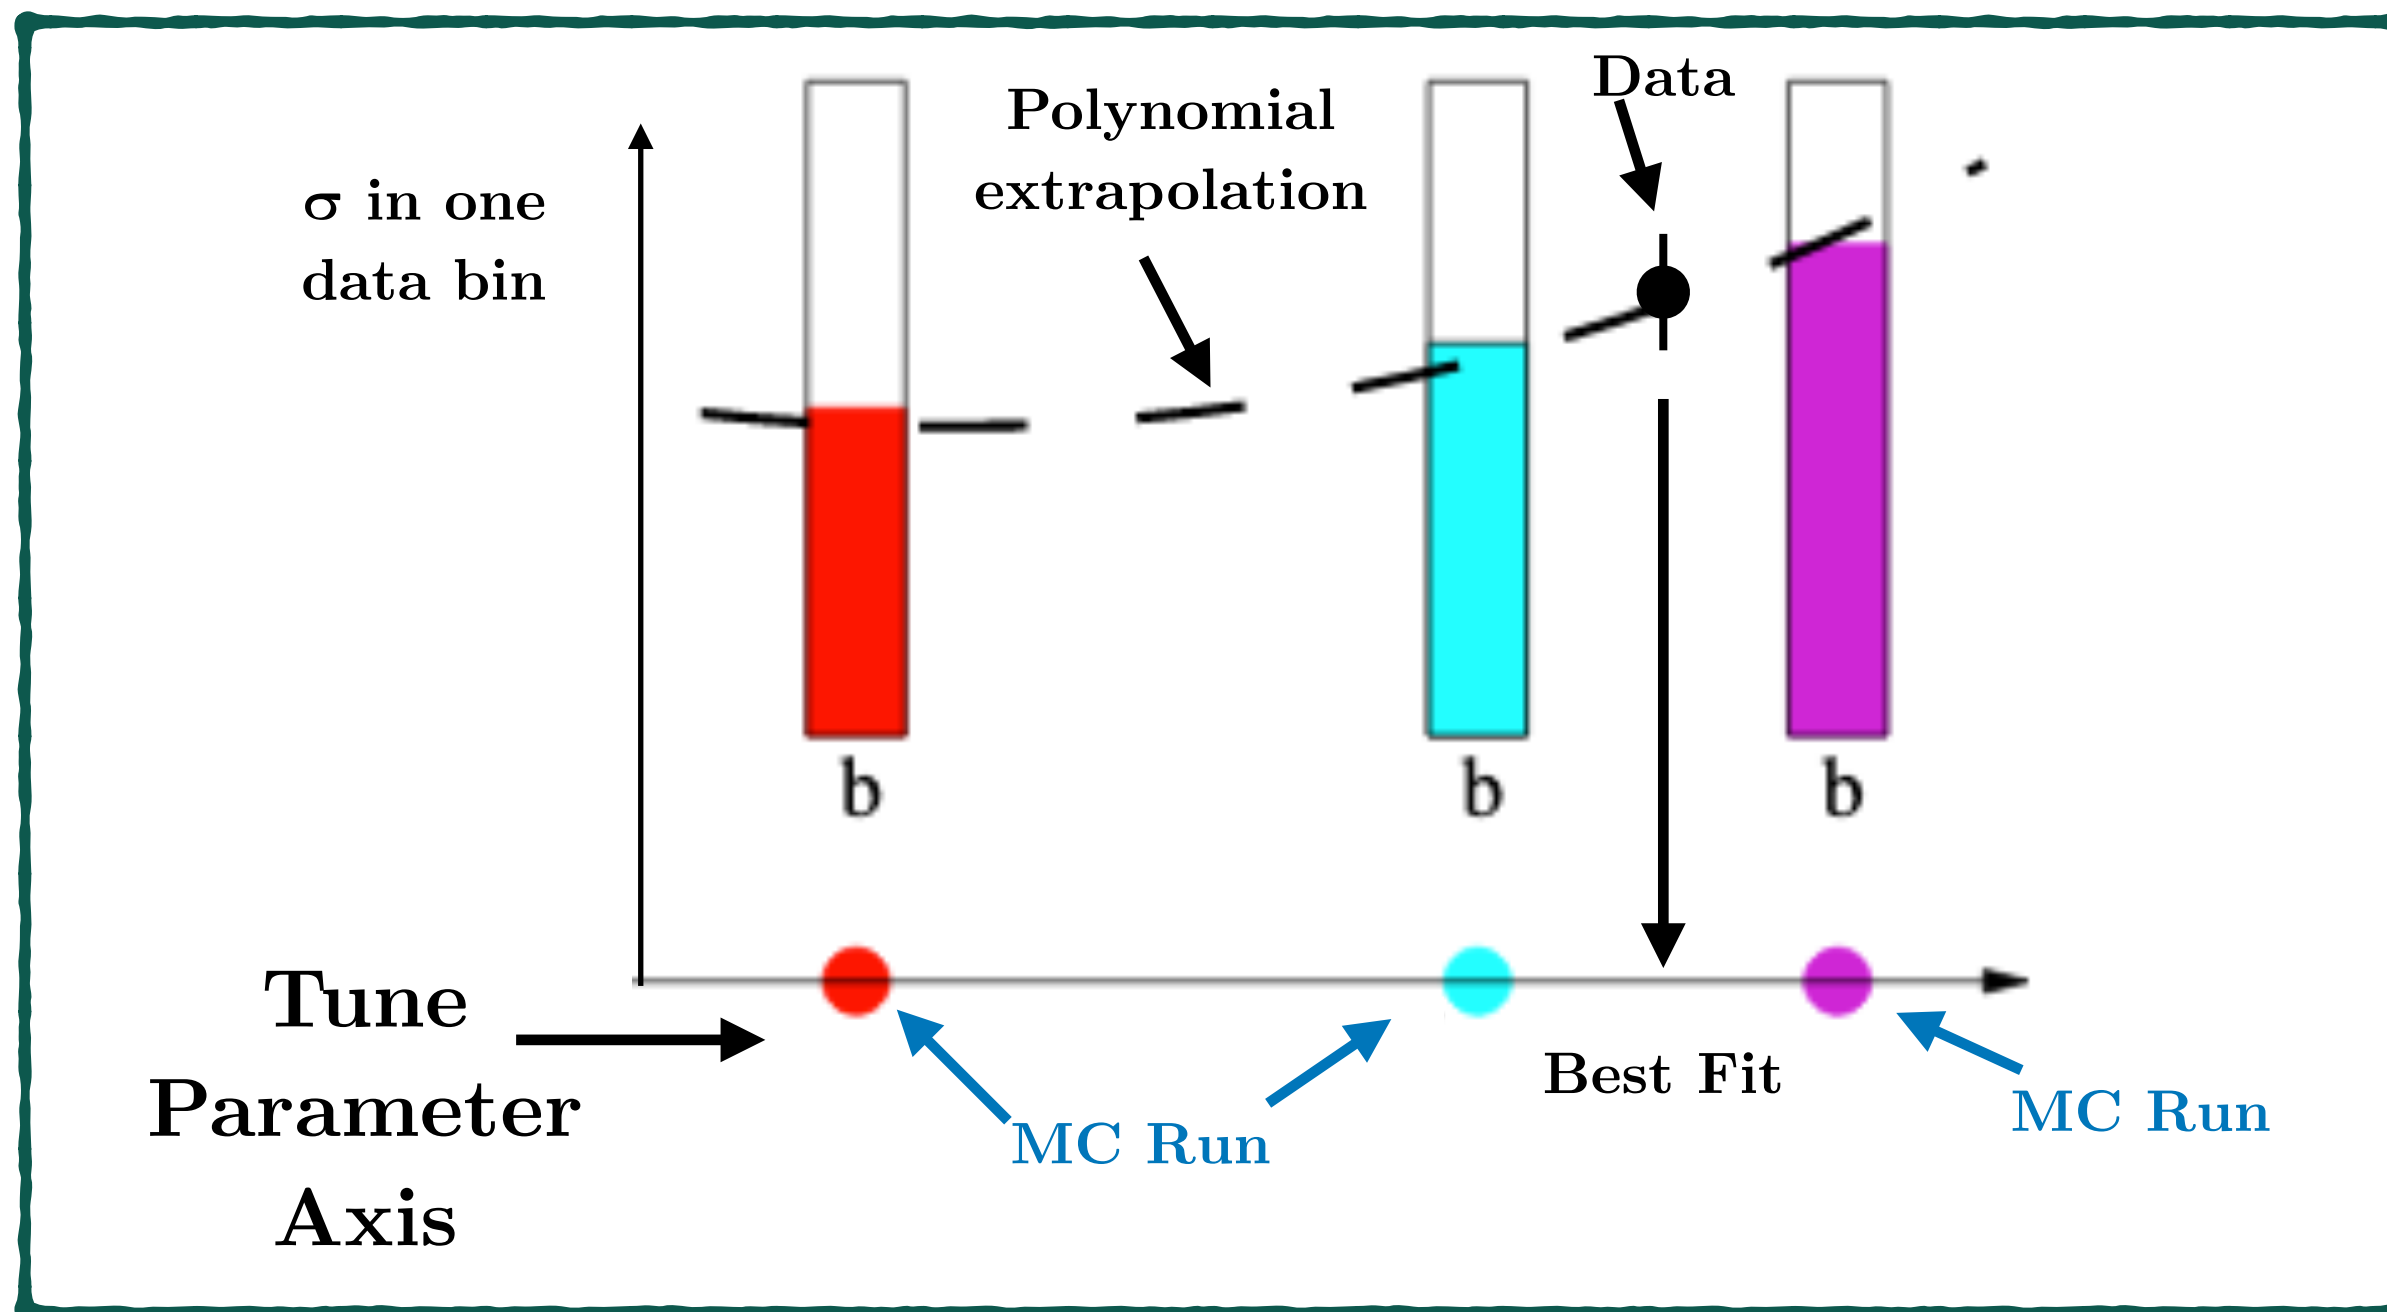 Data
Polynomial
extrapolation
σ in one
data bin
b
b
b
Tune
Parameter
Axis
Best Fit
MC Run
MC Run